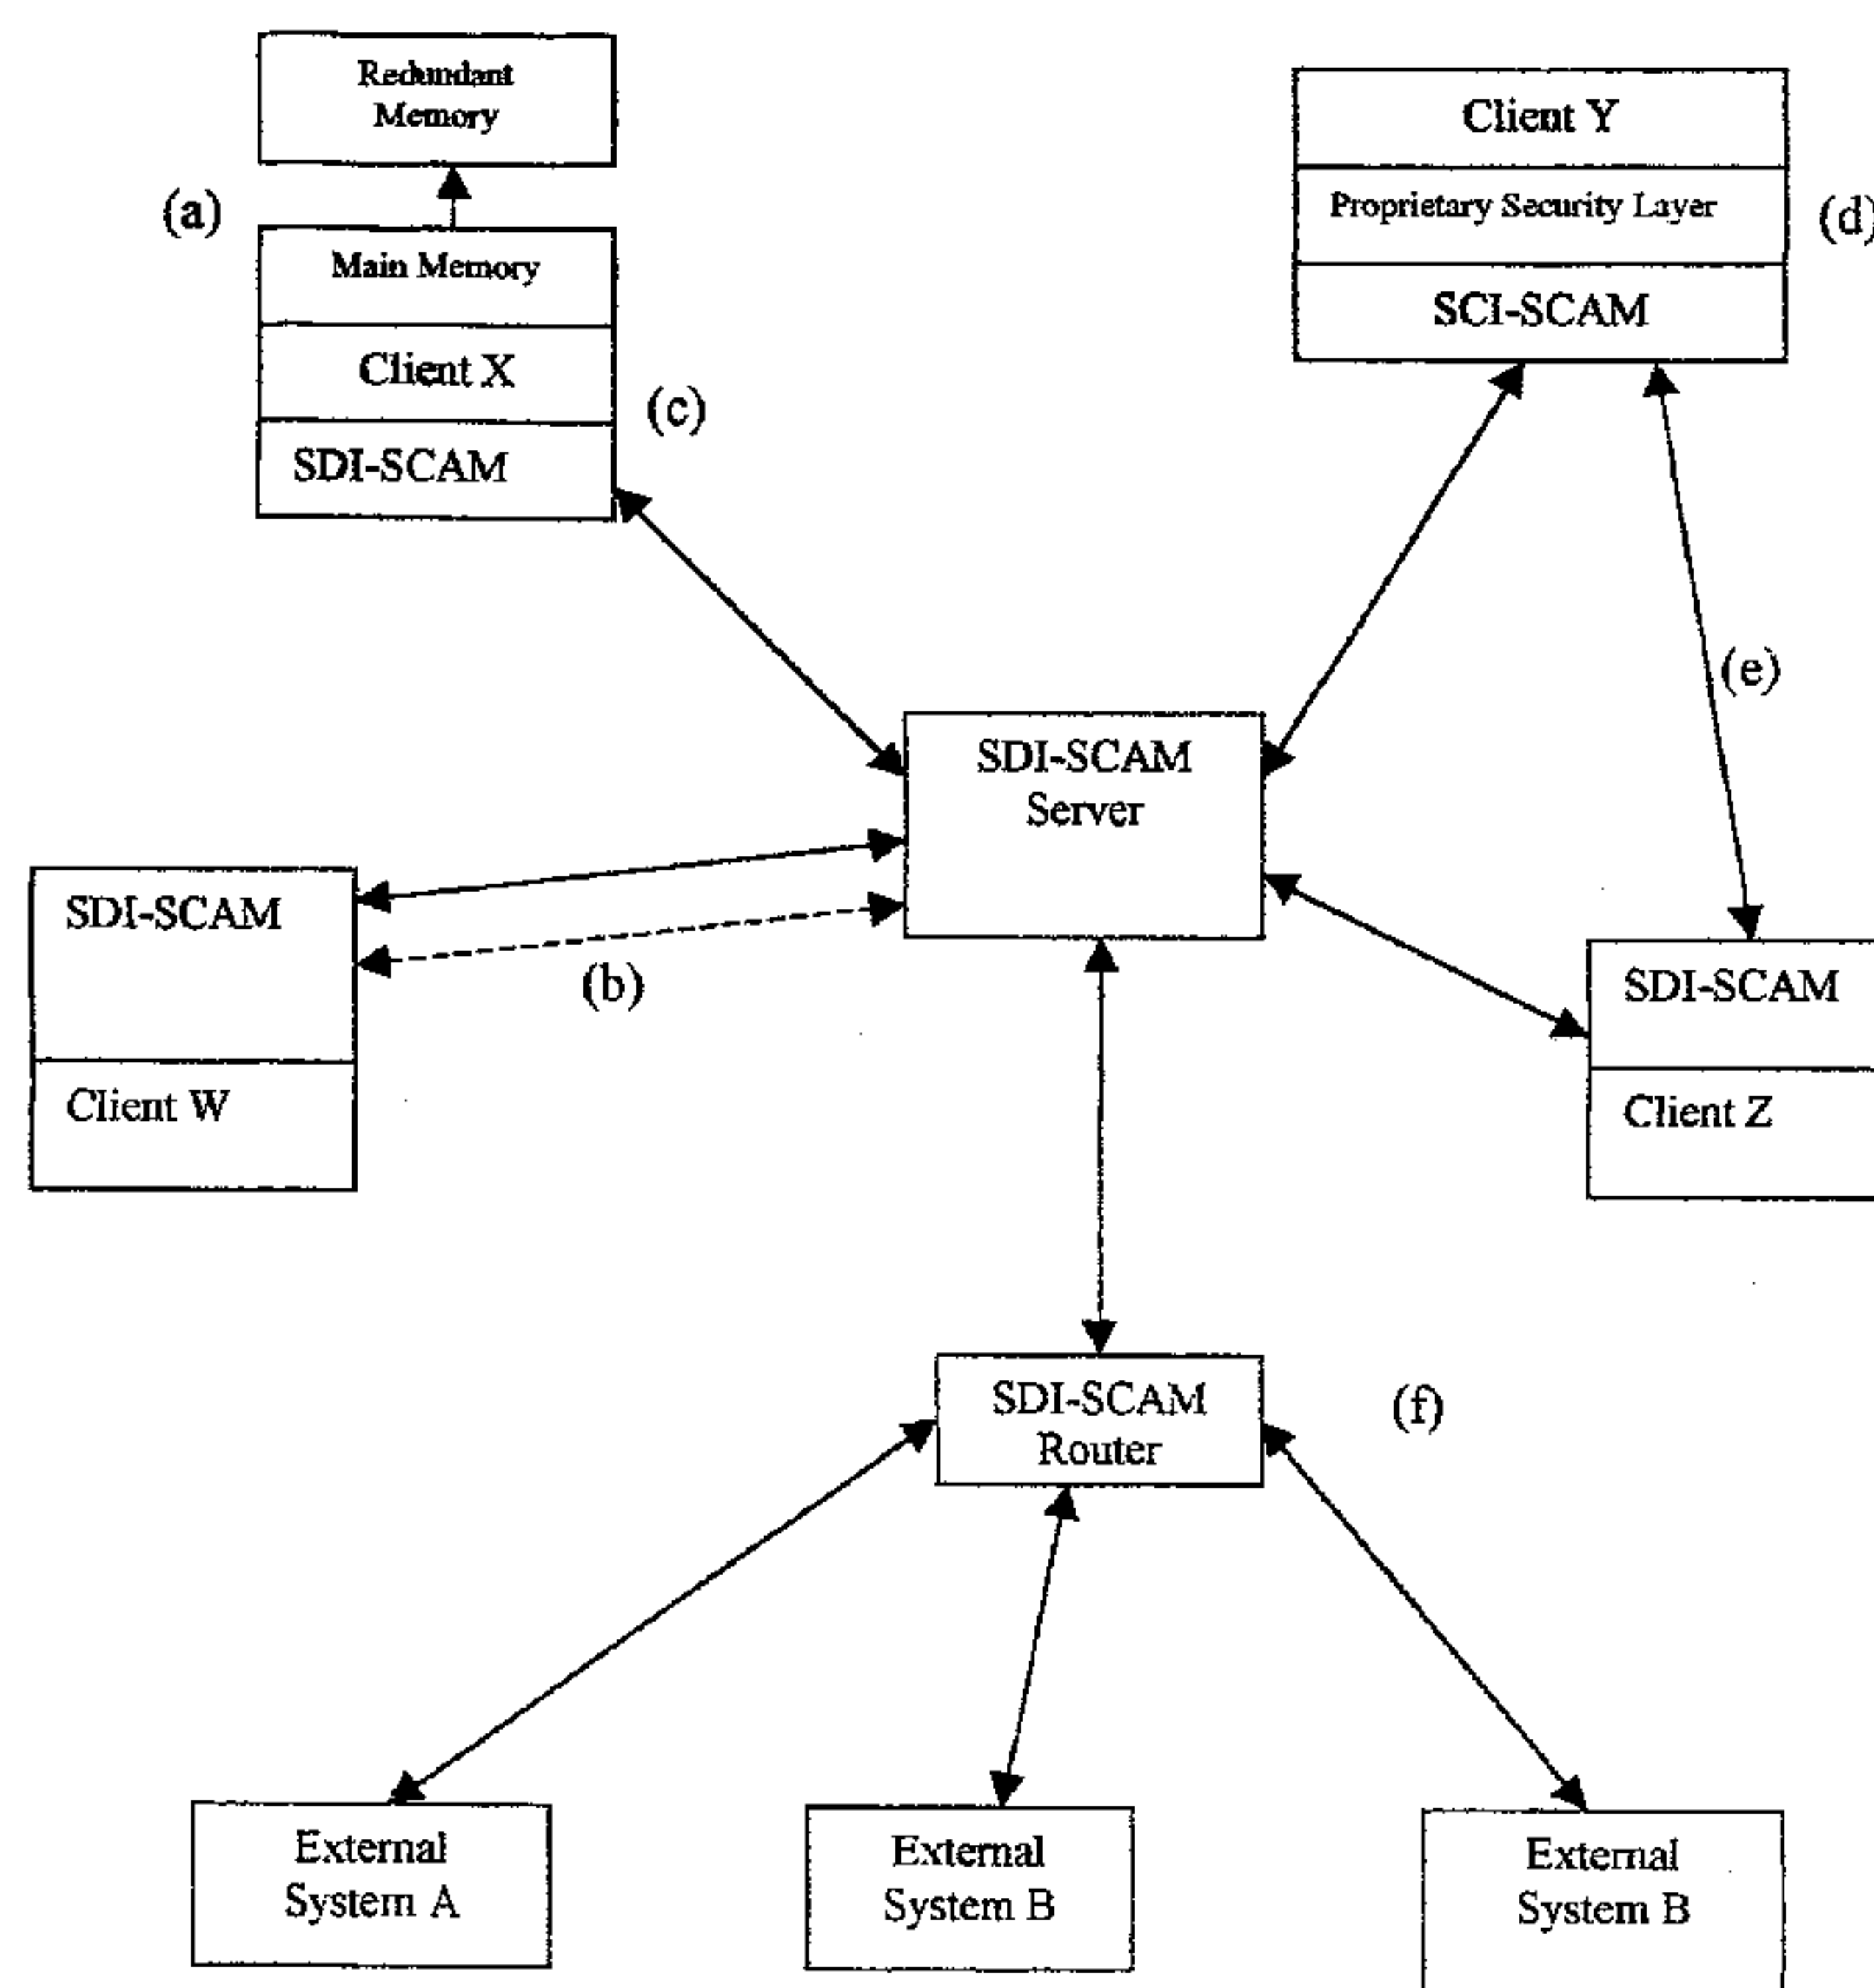 Redundant
Memory
(a)
Main Memory
Client X
(c)
SDI-SCAM
Client Y
Proprietary Security Layer
(d)
SCI-SCAM
(e)
SDI-SCAM
Server
SDI-SCAM
(b)
Client W
SDI-SCAM
Client Z
SDI-SCAM
Router
(f)
External
System A
External
System B
External
System B